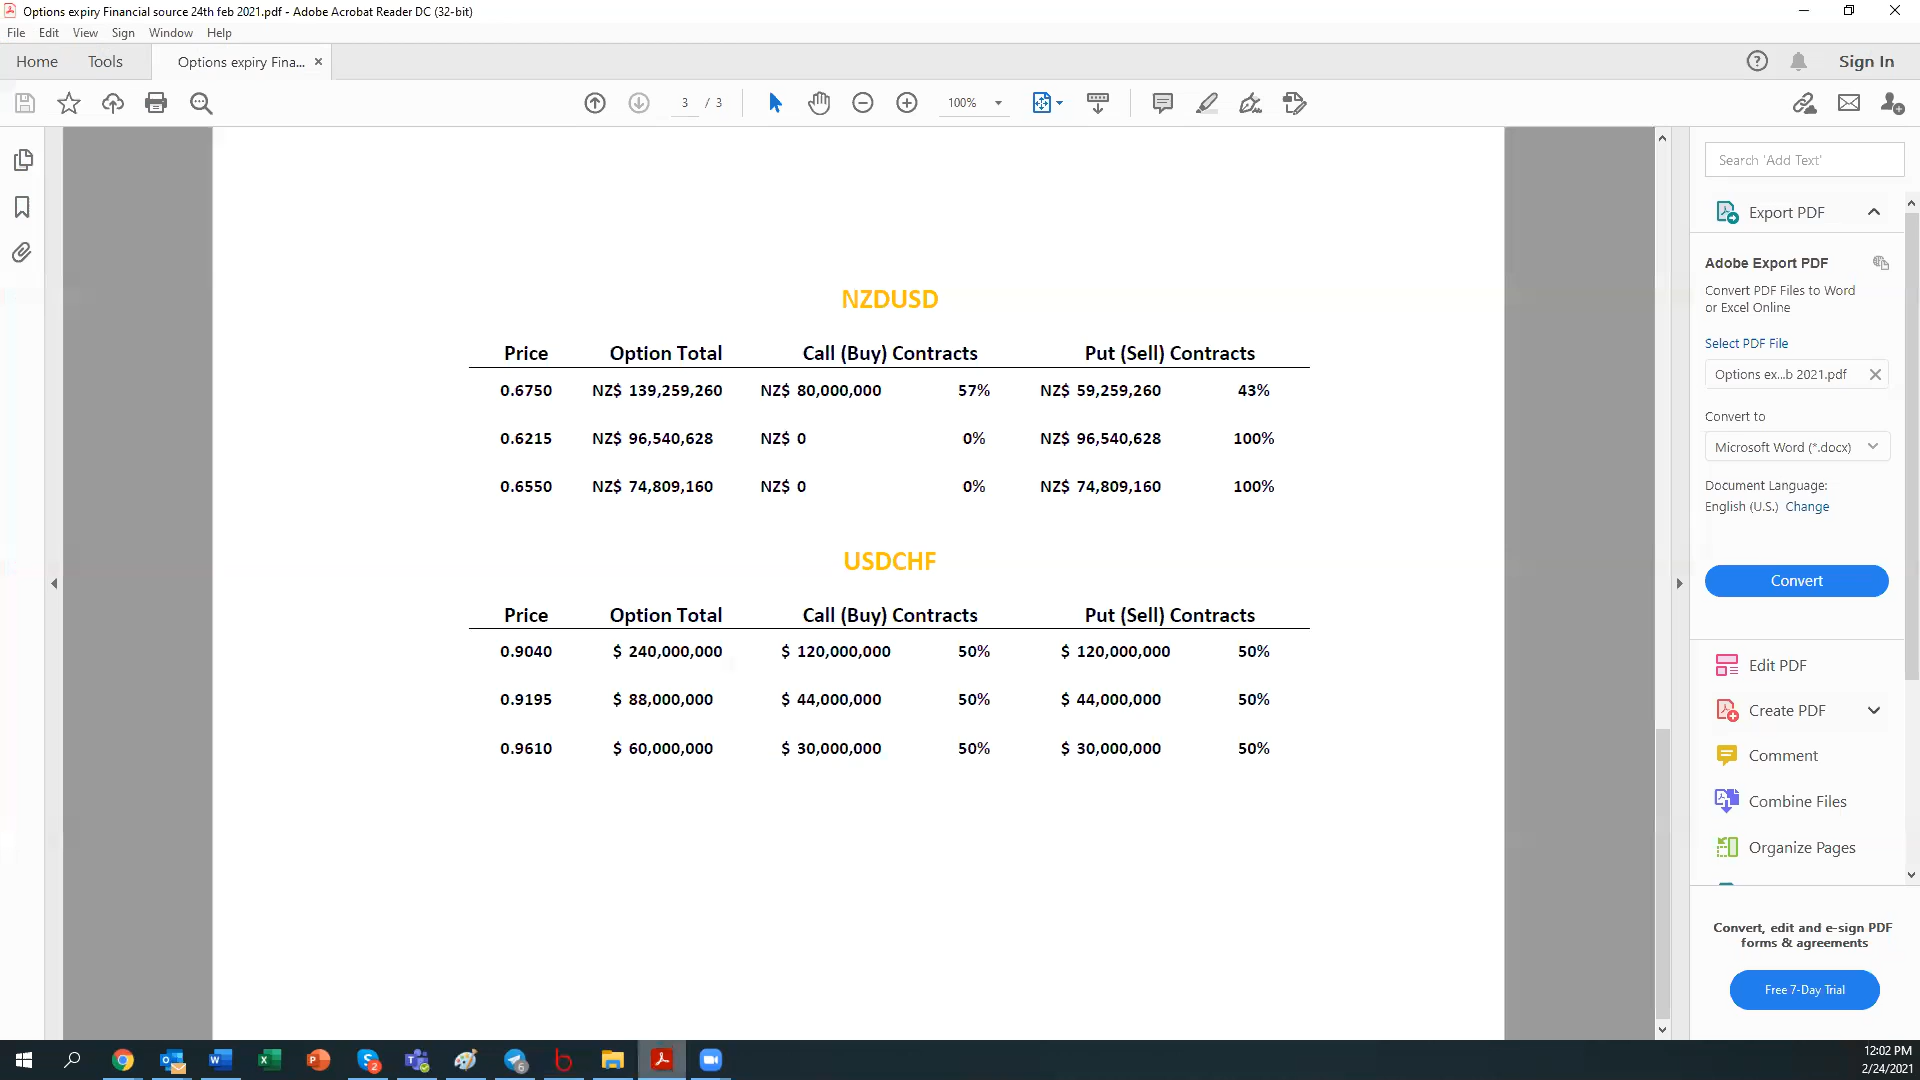 Options expiry Financial source 24th feb 2021.pdf - Adobe Acrobat Reader DC (32-bit)
File Edit View Sign Window Help
Home Tools Options expiry Fina... Sign In
3 / 3 100%
Search 'Add Text'
Export PDF
Adobe Export PDF
Convert PDF Files to Word
or Excel Online
Select PDF File
Options ex...b 2021.pdf
Convert to
Microsoft Word (*.docx)
Document Language:
English (U.S.) Change
Convert
Edit PDF
Create PDF
Comment
Combine Files
Organize Pages
Convert, edit and e-sign PDF
forms & agreements
Free 7-Day Trial
NZDUSD
Price Option Total Call (Buy) Contracts Put (Sell) Contracts
0.6750 NZ$ 139,259,260 NZ$ 80,000,000 57% NZ$ 59,259,260 43%
0.6215 NZ$ 96,540,628 NZ$ 0 0% NZ$ 96,540,628 100%
0.6550 NZ$ 74,809,160 NZ$ 0 0% NZ$ 74,809,160 100%
USDCHF
Price Option Total Call (Buy) Contracts Put (Sell) Contracts
0.9040 $ 240,000,000 $ 120,000,000 50% $ 120,000,000 50%
0.9195 $ 88,000,000 $ 44,000,000 50% $ 44,000,000 50%
0.9610 $ 60,000,000 $ 30,000,000 50% $ 30,000,000 50%
12:02 PM
2/24/2021